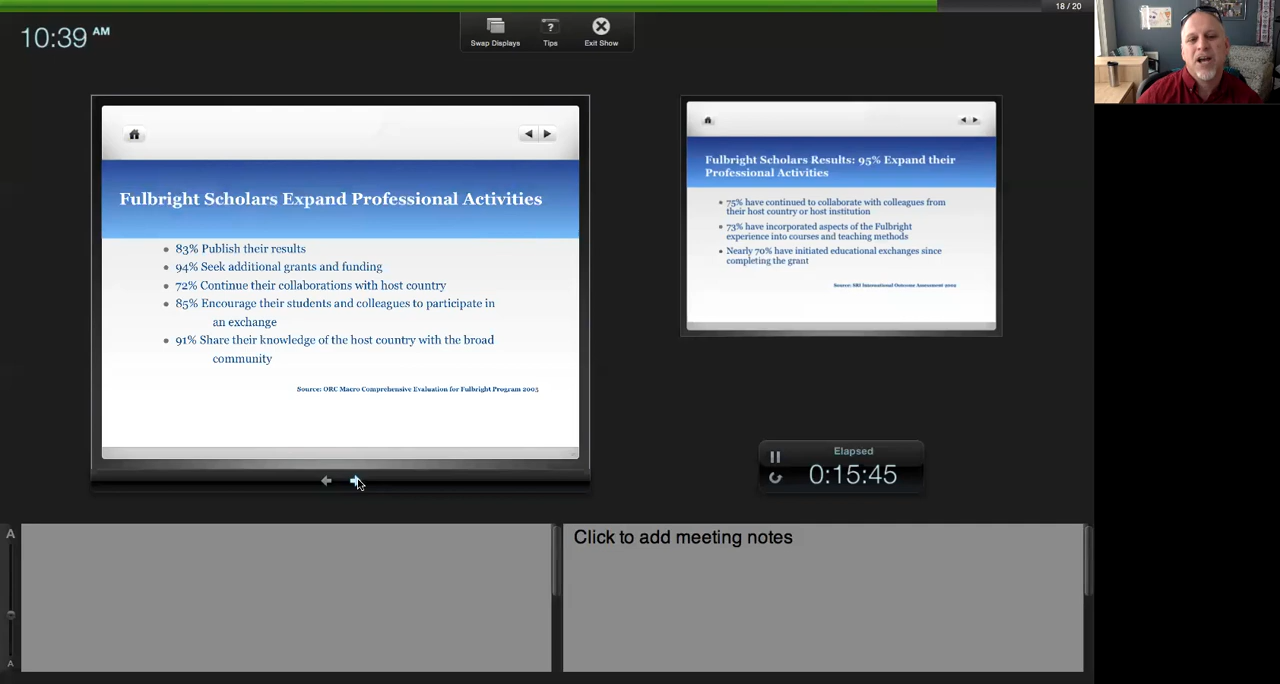 18 / 20
10:39 AM
Swap Displays
Tips
Exit Show
Fulbright Scholars Expand Professional Activities
• 83% Publish their results
• 94% Seek additional grants and funding
• 72% Continue their collaborations with host country
• 85% Encourage their students and colleagues to participate in
an exchange
• 91% Share their knowledge of the host country with the broad
community
Source: ORC Macro Comprehensive Evaluation for Fulbright Program 2005
Fulbright Scholars Results: 95% Expand their
Professional Activities
• 75% have continued to collaborate with colleagues from
their host country or host institution
• 73% have incorporated aspects of the Fulbright
experience into courses and teaching methods
• Nearly 70% have initiated educational exchanges since
completing the grant
Source: SRI International Outcome Assessment
Elapsed
0:15:45
A
A
Click to add meeting notes